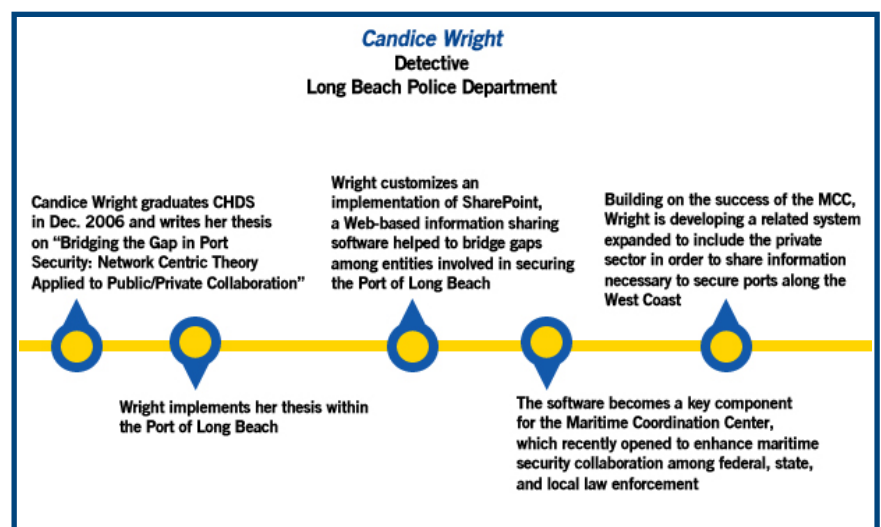 Candice Wright
Detective
Long Beach Police Department
Candice Wright graduates CHDS
in Dec. 2006 and writes her thesis
on “Bridging the Gap in Port
Security: Network Centric Theory
Applied to Public/Private Collaboration”
Wright implements her thesis within
the Port of Long Beach
Wright customizes an
implementation of SharePoint,
a Web-based information sharing
software helped to bridge gaps
among entities involved in securing
the Port of Long Beach
The software becomes a key component
for the Maritime Coordination Center,
which recently opened to enhance maritime
security collaboration among federal, state,
and local law enforcement
Building on the success of the MCC,
Wright is developing a related system
expanded to include the private
sector in order to share information
necessary to secure ports along the
West Coast